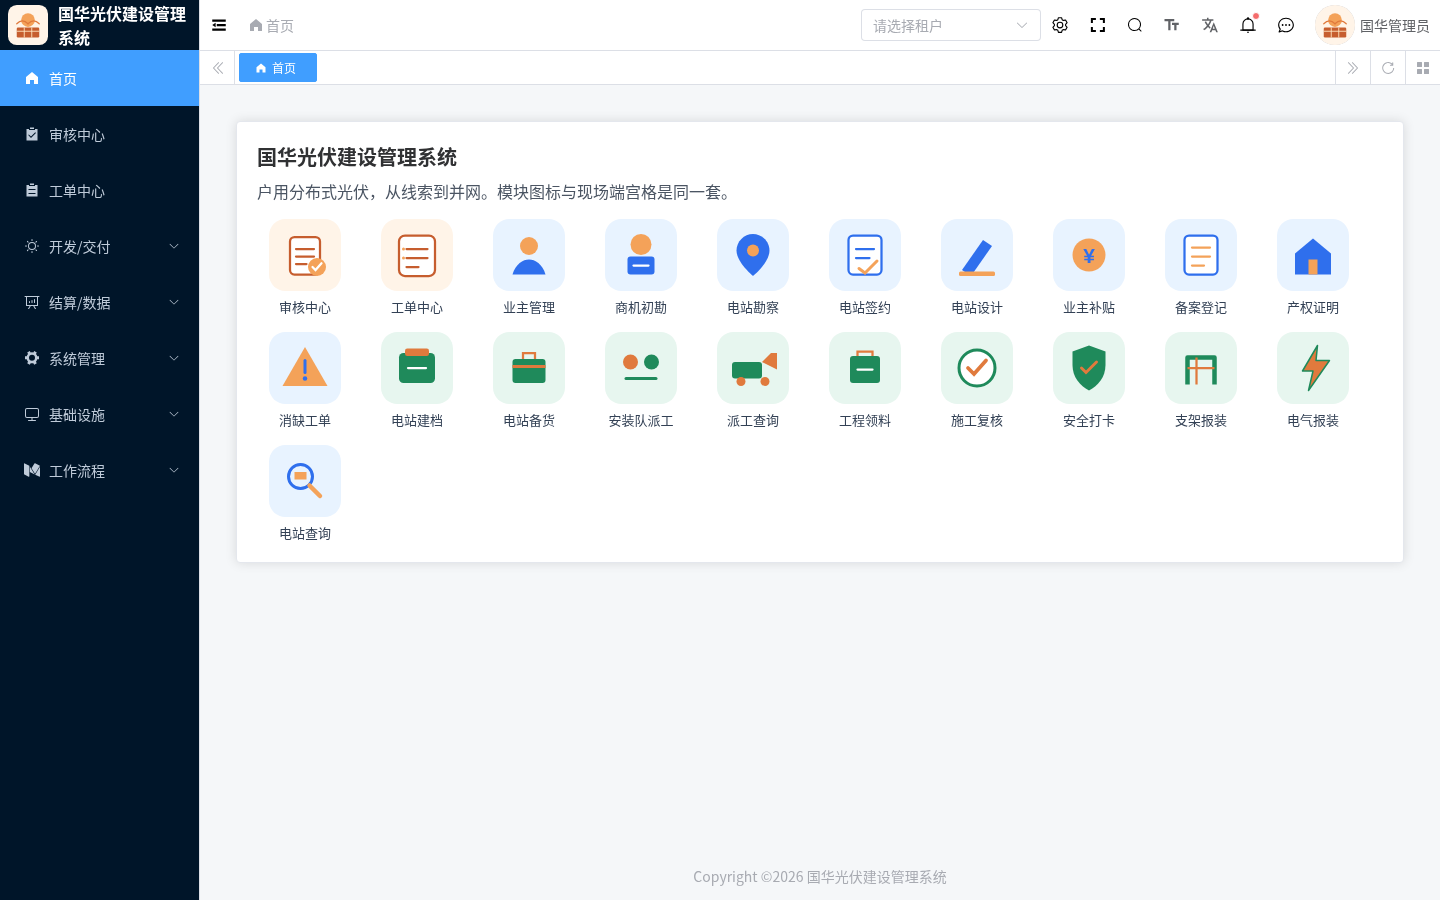 国华光伏建设管理
系统
首页
请选择租户
国华管理员
首页
首页
审核中心
工单中心
开发/交付
结算/数据
系统管理
基础设施
工作流程
国华光伏建设管理系统
户用分布式光伏，从线索到并网。模块图标与现场端宫格是同一套。
审核中心 工单中心 业主管理 商机初勘 电站勘察 电站签约 电站设计 业主补贴 备案登记 产权证明
消缺工单 电站建档 电站备货 安装队派工 派工查询 工程领料 施工复核 安全打卡 支架报装 电气报装
电站查询
Copyright ©2026 国华光伏建设管理系统